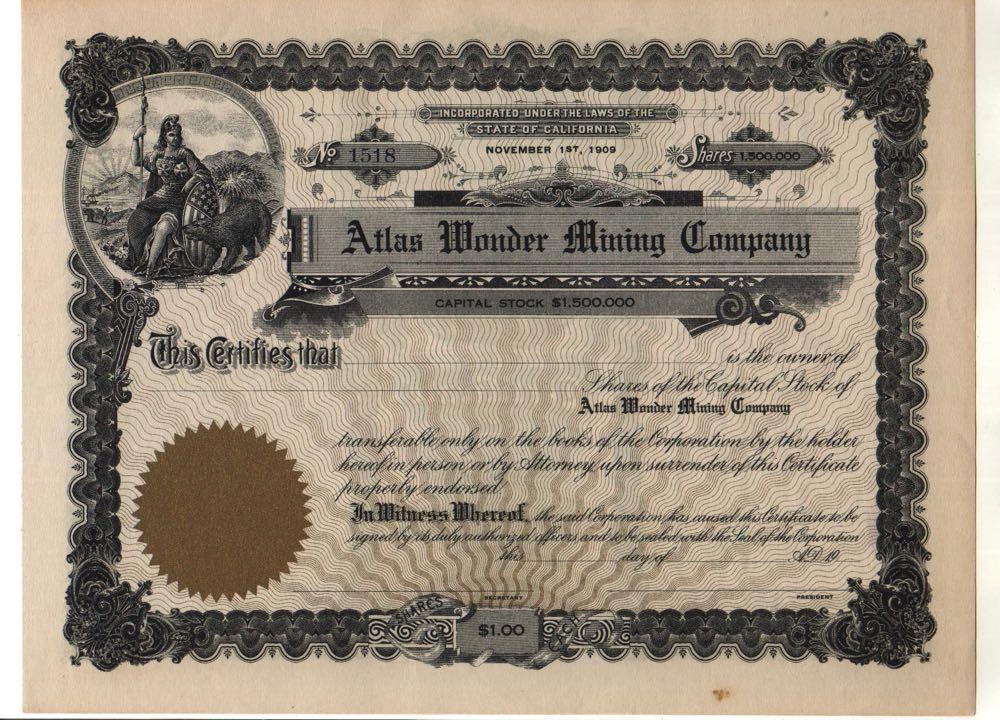 INCORPORATED UNDER THE LAWS OF THE
STATE OF CALIFORNIA
NOVEMBER 1ST, 1909
No. 1518
Shares 1,500.000
Atlas Wonder Mining Company
CAPITAL STOCK $1.500.000
This Certifies that
is the owner of
Shares of the Capital Stock of
Atlas Wonder Mining Company
transferable only on the books of the Corporation by the holder
hereof in person or by Attorney upon surrender of this Certificate
properly endorsed.
In Witness Whereof, the said Corporation has caused this Certificate to be
signed by its duly authorized officers and to be sealed with the Seal of the Corporation
this day of A.D. 19
SECRETARY
PRESIDENT
SHARES $1.00 EACH